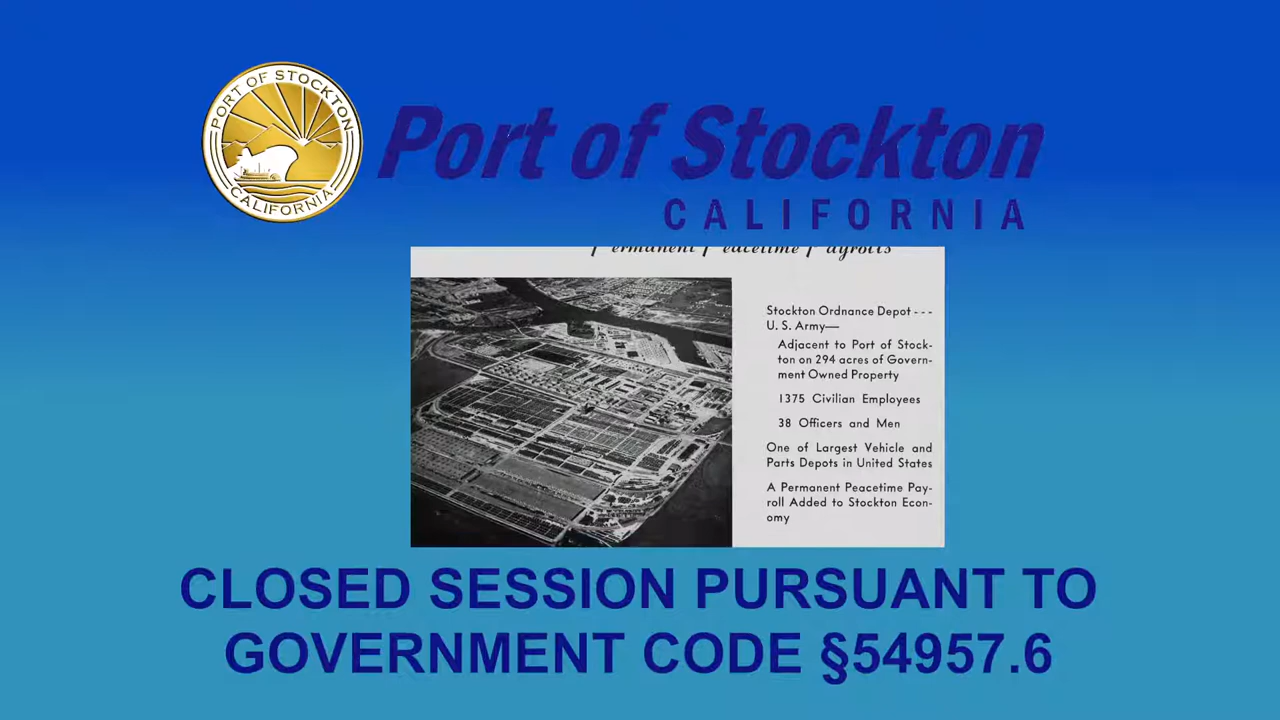 PORT OF STOCKTON
CALIFORNIA
Port of Stockton
CALIFORNIA
Permanent Peacetime Payrolls
Stockton Ordnance Depot - - -
U. S. Army—
Adjacent to Port of Stock-
ton on 294 acres of Govern-
ment Owned Property
1375 Civilian Employees
38 Officers and Men
One of Largest Vehicle and
Parts Depots in United States
A Permanent Peacetime Pay-
roll Added to Stockton Econ-
omy
CLOSED SESSION PURSUANT TO
GOVERNMENT CODE §54957.6